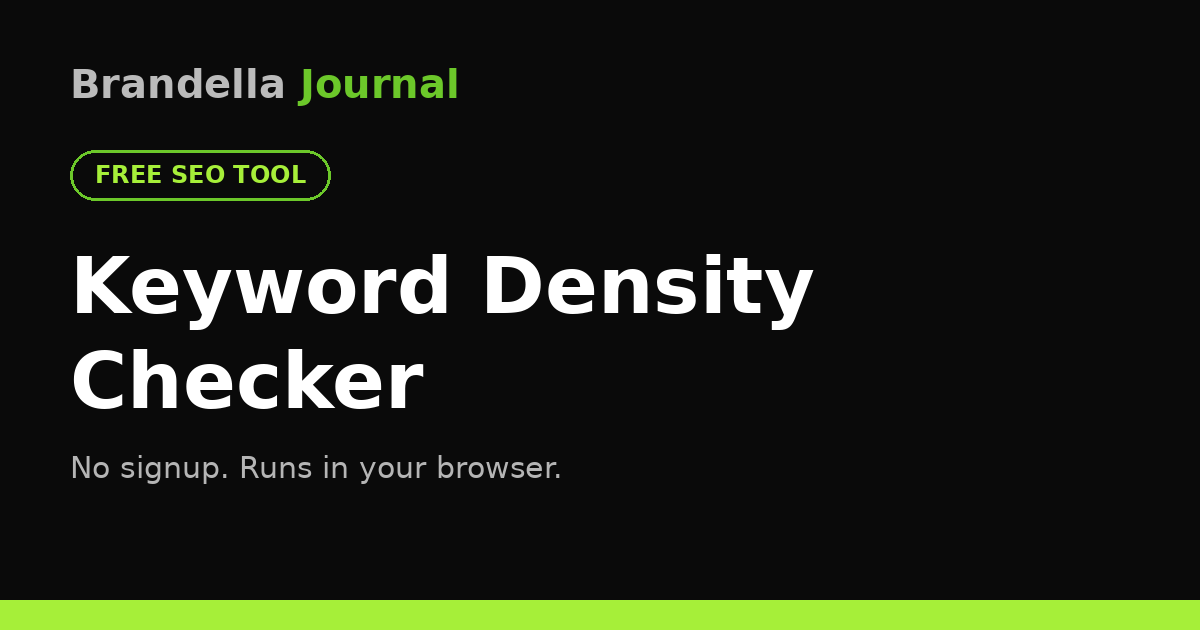 Brandella Journal
FREE SEO TOOL
Keyword Density
Checker
No signup. Runs in your browser.